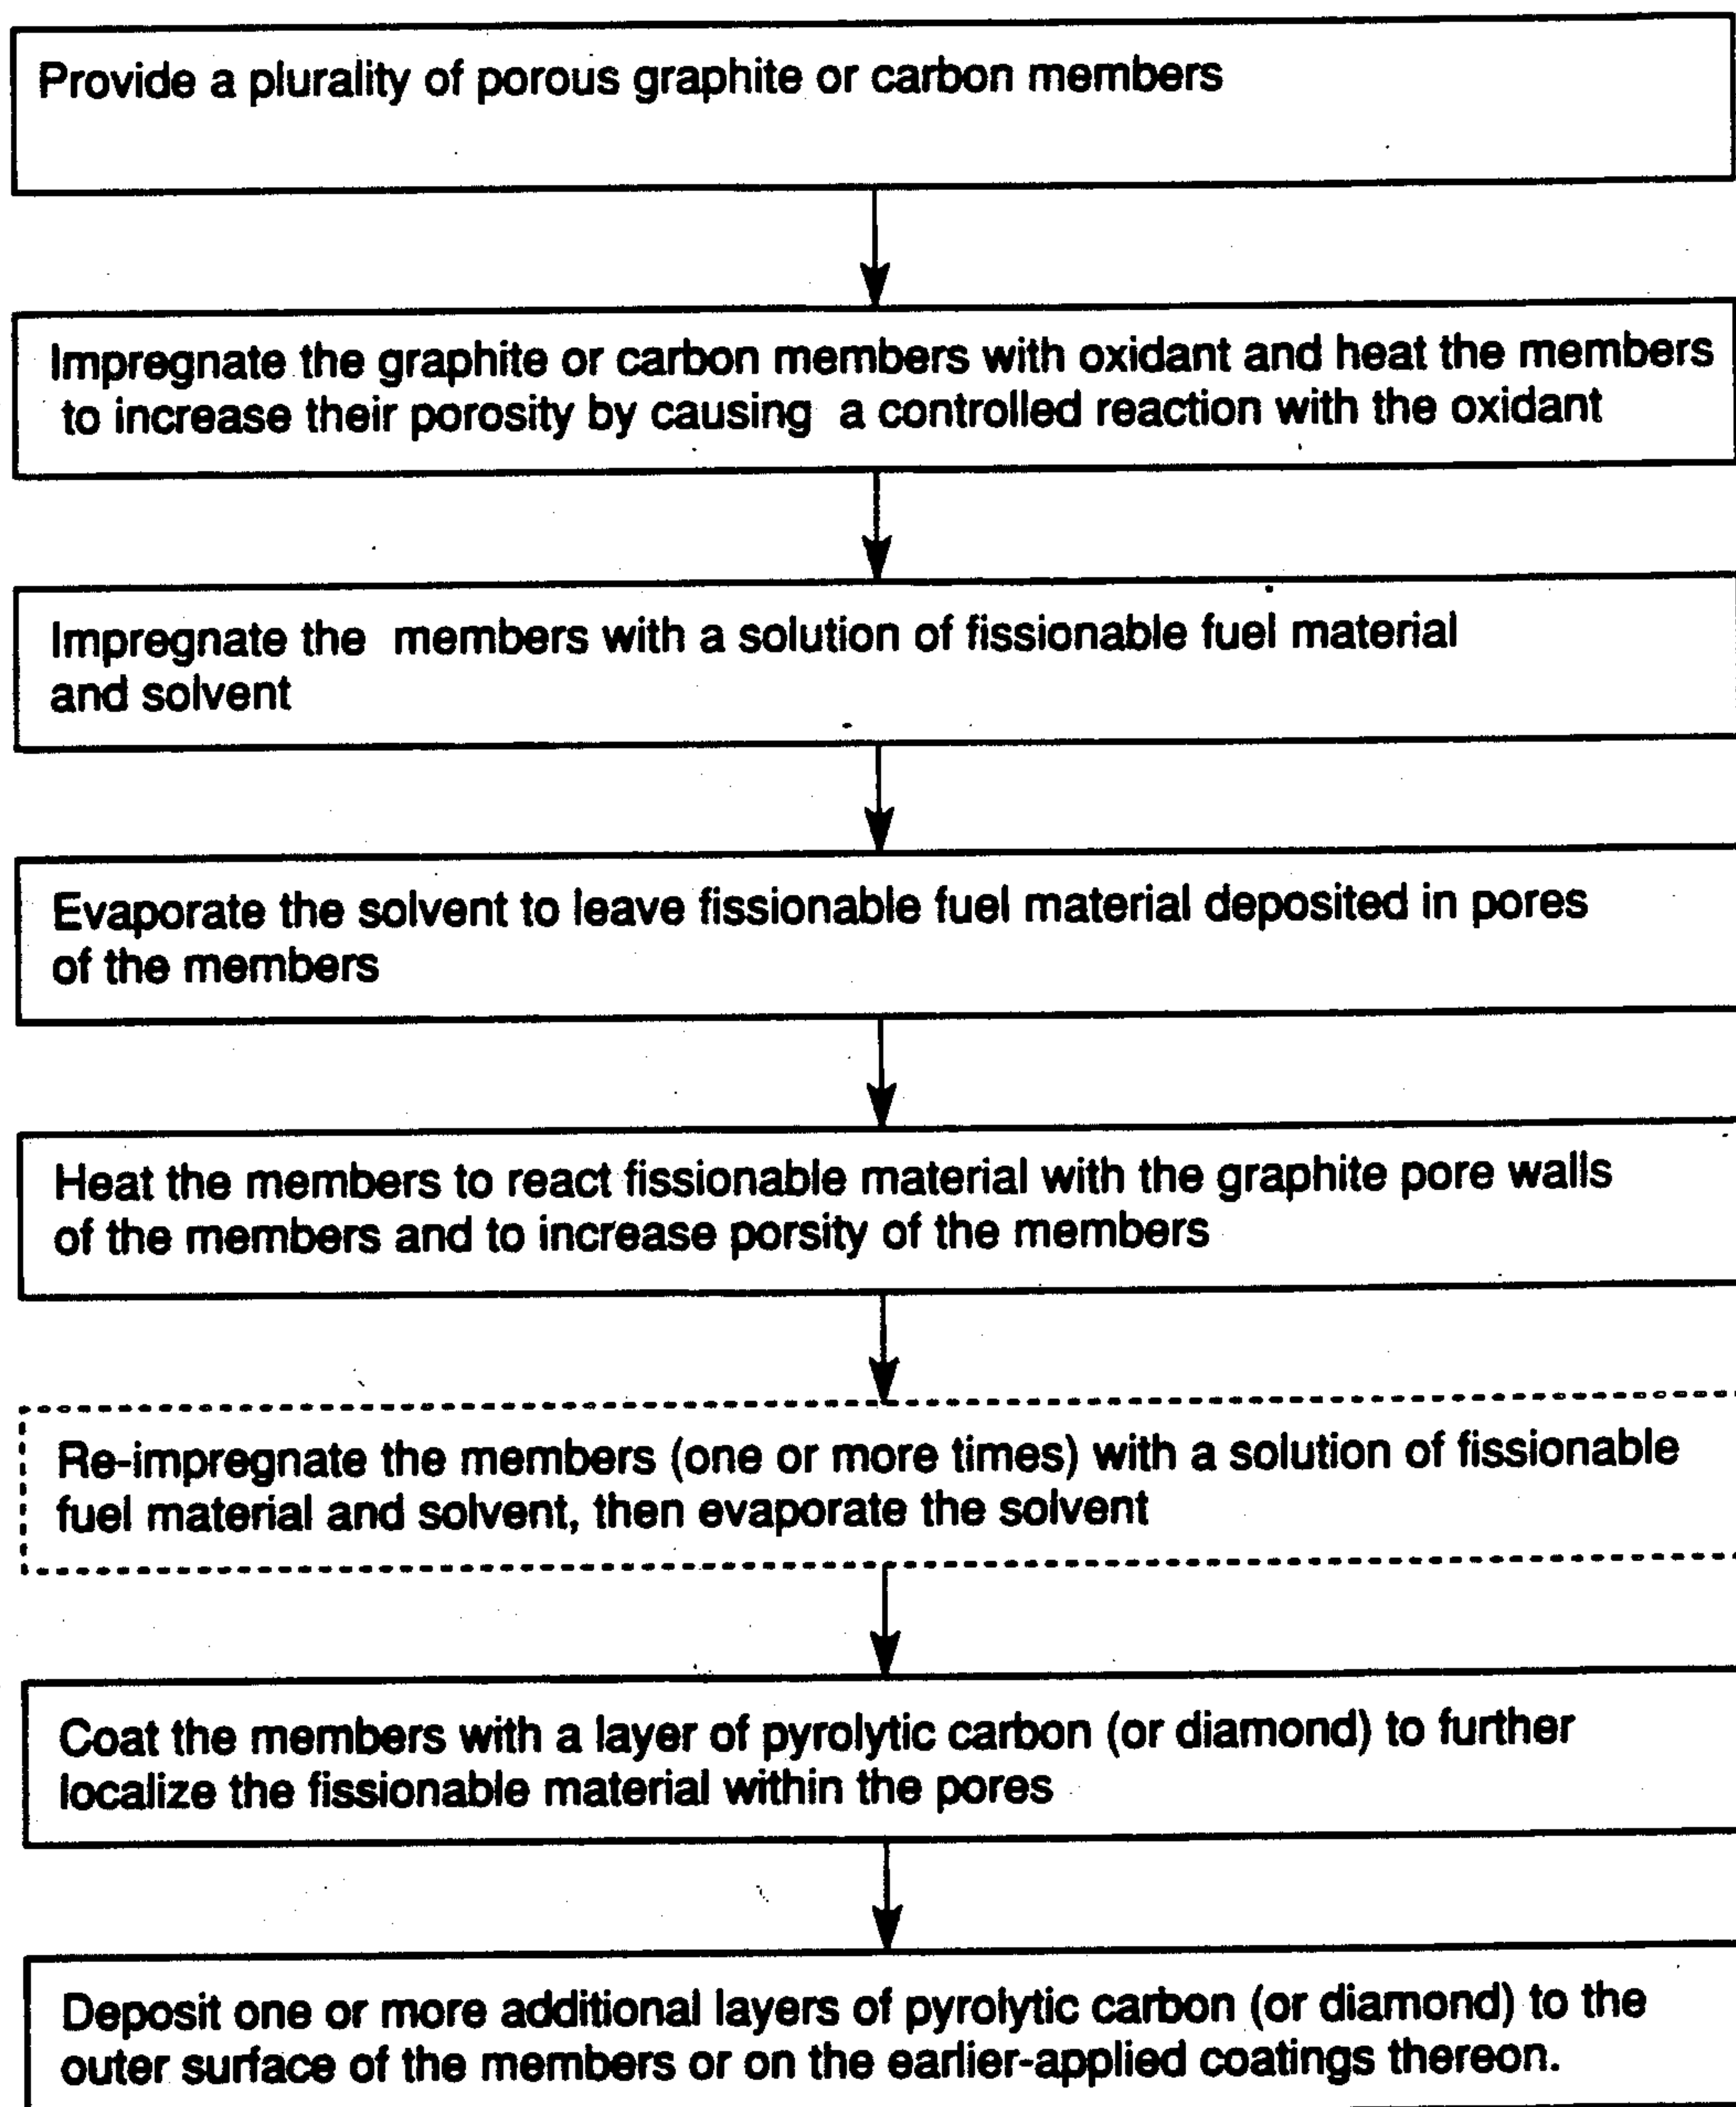 Provide a plurality of porous graphite or carbon members
Impregnate the graphite or carbon members with oxidant and heat the members
to increase their porosity by causing a controlled reaction with the oxidant
Impregnate the members with a solution of fissionable fuel material
and solvent
Evaporate the solvent to leave fissionable fuel material deposited in pores
of the members
Heat the members to react fissionable material with the graphite pore walls
of the members and to increase porsity of the members
Re-impregnate the members (one or more times) with a solution of fissionable
fuel material and solvent, then evaporate the solvent
Coat the members with a layer of pyrolytic carbon (or diamond) to further
localize the fissionable material within the pores
Deposit one or more additional layers of pyrolytic carbon (or diamond) to the
outer surface of the members or on the earlier-applied coatings thereon.